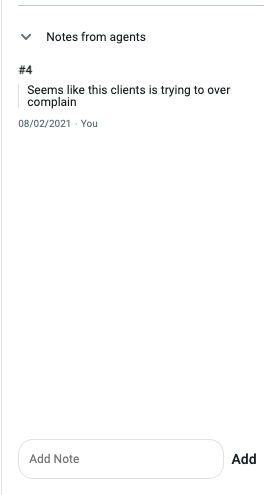 Notes from agents
#4
Seems like this clients is trying to over
complain
08/02/2021 · You
Add Note Add